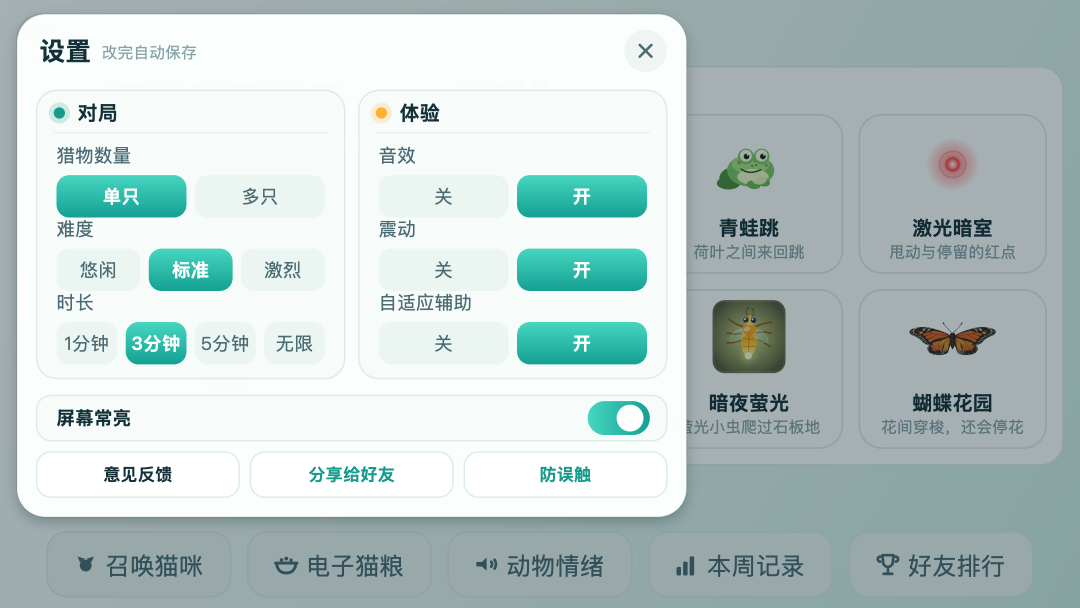 设置 改完自动保存
对局
猎物数量
单只 多只
难度
悠闲 标准 激烈
时长
1分钟 3分钟 5分钟 无限
体验
音效
关 开
震动
关 开
自适应辅助
关 开
屏幕常亮
意见反馈 分享给好友 防误触
青蛙跳
荷叶之间来回跳
激光暗室
甩动与停留的红点
暗夜萤光
萤光小虫爬过石板地
蝴蝶花园
花间穿梭，还会停花
召唤猫咪 电子猫粮 动物情绪 本周记录 好友排行